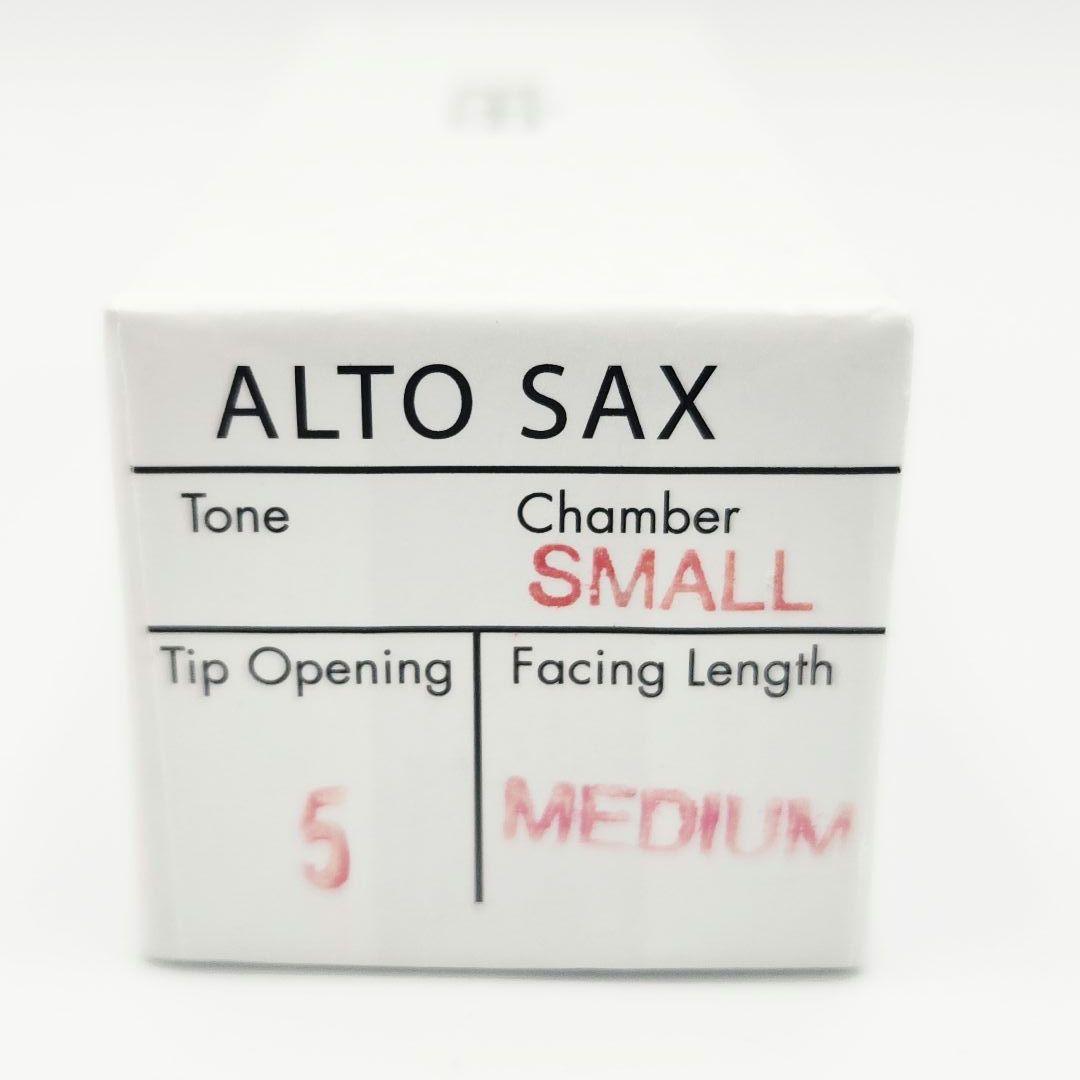 ALTO SAX
Tone Chamber
SMALL
Tip Opening Facing Length
5 MEDIUM